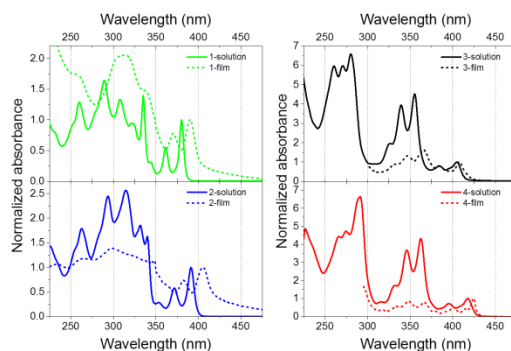 Wavelength (nm)
Wavelength (nm)
250 300 350 400 450
250 300 350 400 450
Normalized absorbance
2.0
1.5
1.0
0.5
0.0
1-solution
1-film
2.5
2.0
1.5
1.0
0.5
0.0
2-solution
2-film
250 300 350 400 450
Wavelength (nm)
Normalized absorbance
7
6
5
4
3
2
1
0
3-solution
3-film
6
5
4
3
2
1
0
4-solution
4-film
250 300 350 400 450
Wavelength (nm)